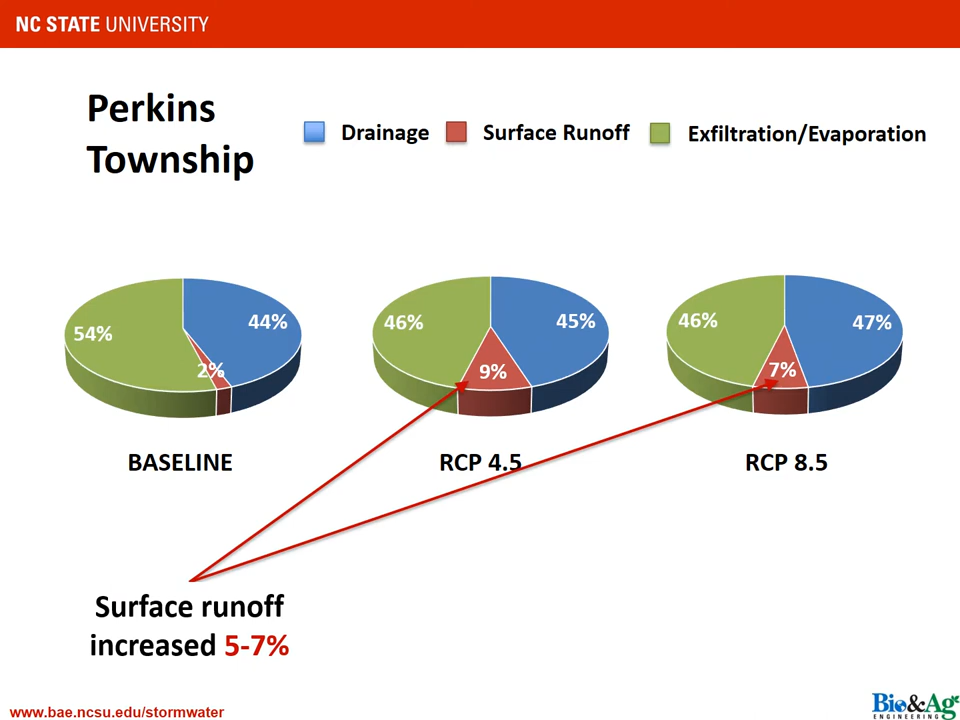 NC STATE UNIVERSITY
Perkins
Township
Drainage
Surface Runoff
Exfiltration/Evaporation
54%
44%
2%
46%
45%
9%
46%
47%
7%
BASELINE
RCP 4.5
RCP 8.5
Surface runoff
increased 5-7%
www.bae.ncsu.edu/stormwater
Bio&Ag
ENGINEERING